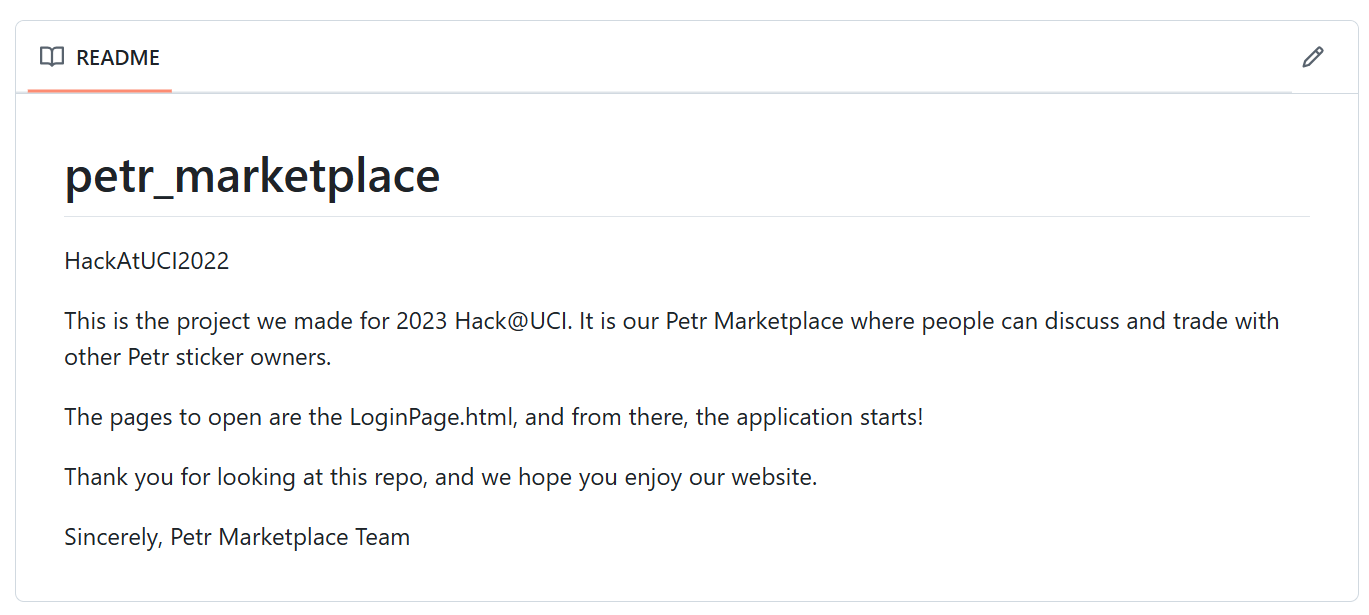 README
petr_marketplace
HackAtUCI2022
This is the project we made for 2023 Hack@UCI. It is our Petr Marketplace where people can discuss and trade with
other Petr sticker owners.
The pages to open are the LoginPage.html, and from there, the application starts!
Thank you for looking at this repo, and we hope you enjoy our website.
Sincerely, Petr Marketplace Team